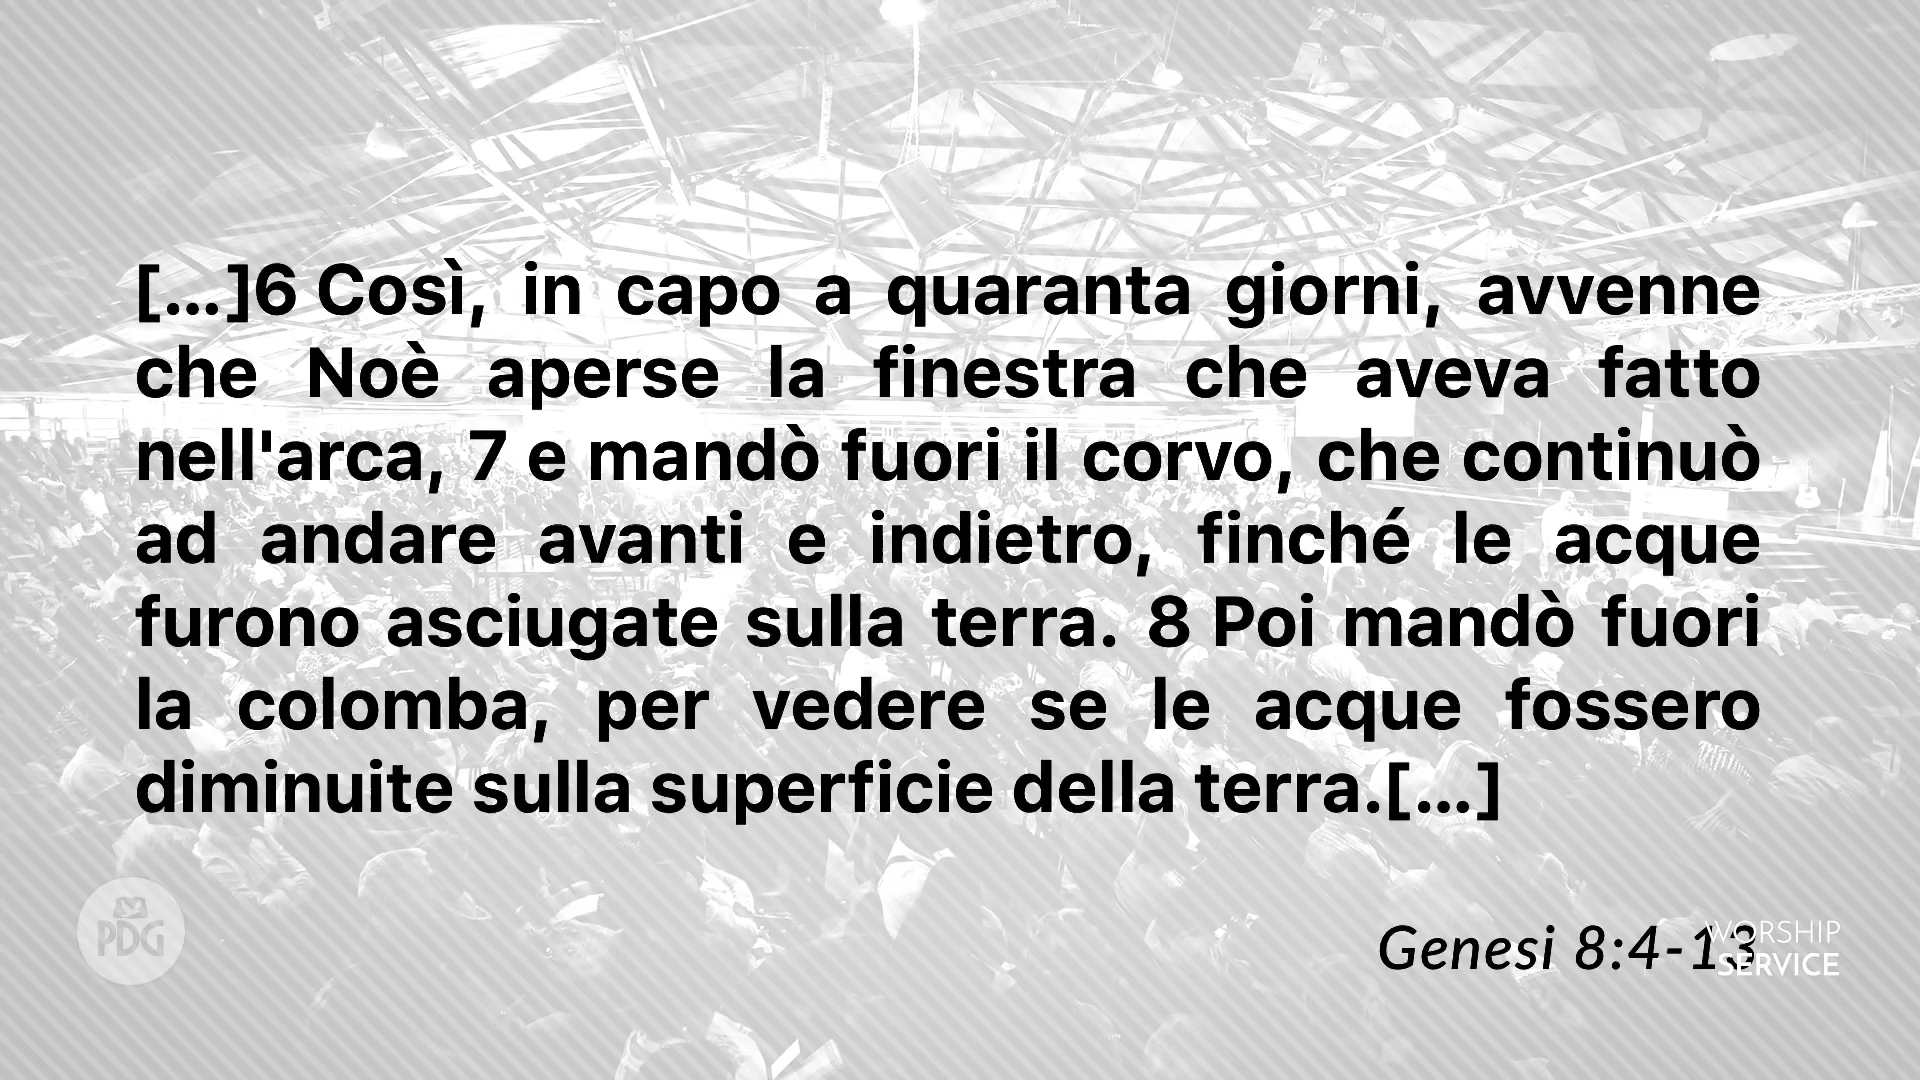 [...]6 Così, in capo a quaranta giorni, avvenne
che Noè aperse la finestra che aveva fatto
nell'arca, 7 e mandò fuori il corvo, che continuò
ad andare avanti e indietro, finché le acque
furono asciugate sulla terra. 8 Poi mandò fuori
la colomba, per vedere se le acque fossero
diminuite sulla superficie della terra.[...]
PDG
Genesi 8:4-13
WORSHIP
SERVICE